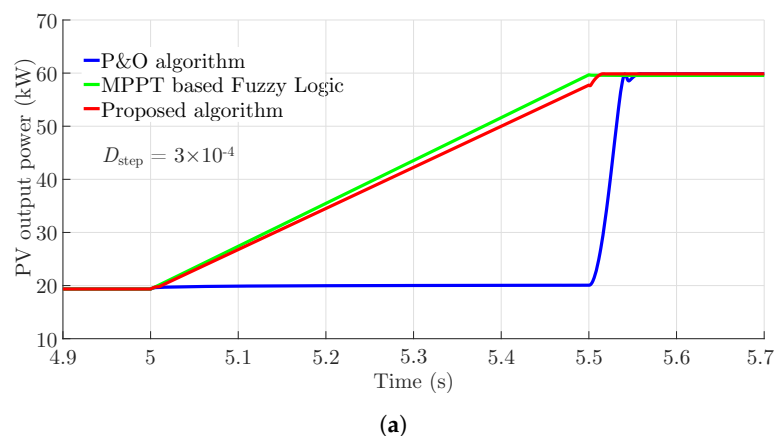 70
60
50
40
30
20
10
PV output power (kW)
P&O algorithm
MPPT based Fuzzy Logic
Proposed algorithm
D_step = 3×10⁻⁴
4.9 5 5.1 5.2 5.3 5.4 5.5 5.6 5.7
Time (s)
(a)